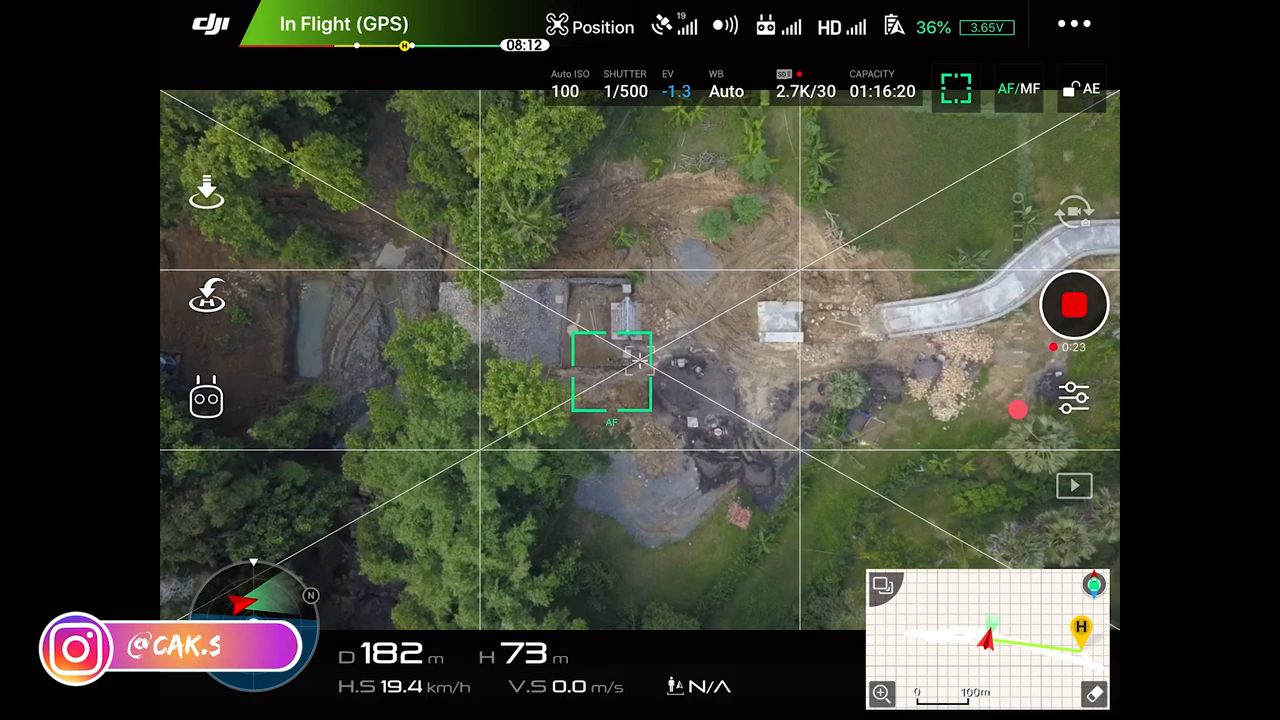 dji
In Flight (GPS)
Position
19
HD
36%
3.65V
H
08:12
Auto ISO
100
SHUTTER
1/500
EV
-1.3
WB
Auto
SD
2.7K/30
CAPACITY
01:16:20
AF/MF
AE
H
0:23
AF
N
@CAK.S
D 182 m
H 73 m
H.S 19.4 km/h
V.S 0.0 m/s
N/A
H
0
100m